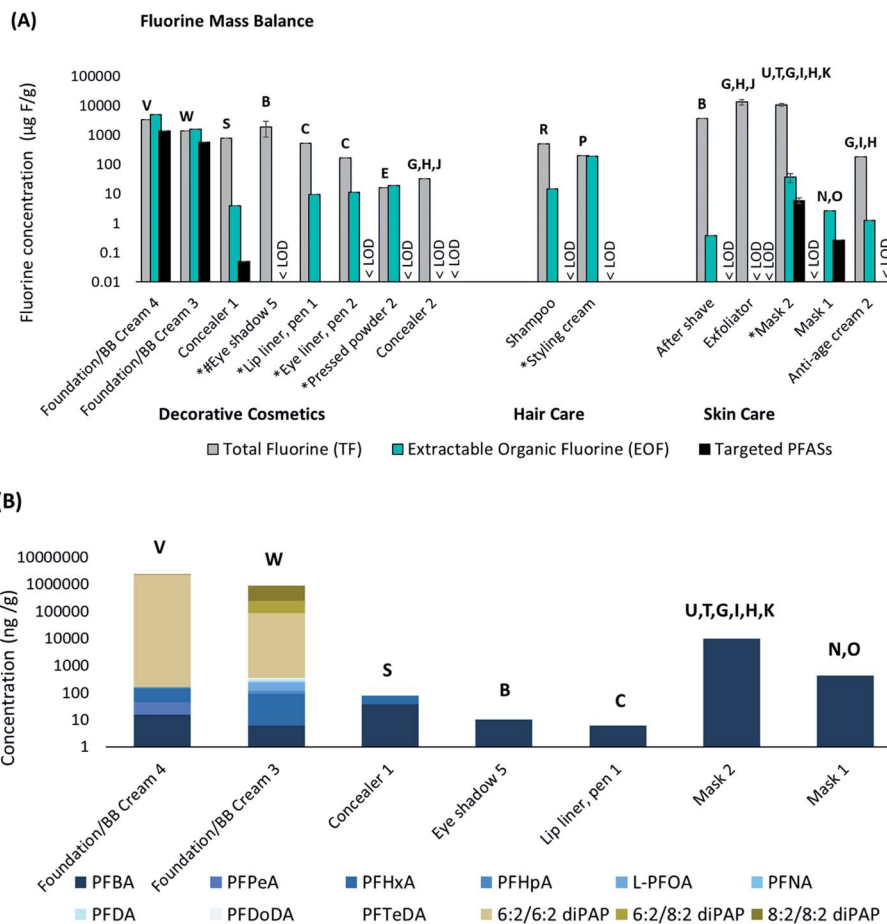 (A)
Fluorine Mass Balance
Fluorine concentration (µg F/g)
100000
10000
1000
100
10
1
0.1
0.01
V
W
S
B
C
C
E
G,H,J
R
P
B
G,H,J
U,T,G,I,H,K
N,O
G,I,H
< LOD
< LOD
< LOD
< LOD
< LOD
< LOD
< LOD
< LOD
< LOD
< LOD
< LOD
< LOD
< LOD
Foundation/BB Cream 4
Foundation/BB Cream 3
Concealer 1
*#Eye shadow 5
*Lip liner, pen 1
*Eye liner, pen 2
*Pressed powder 2
Concealer 2
Shampoo
*Styling cream
After shave
Exfoliator
*Mask 2
Mask 1
Anti-age cream 2
Decorative Cosmetics
Hair Care
Skin Care
Total Fluorine (TF)
Extractable Organic Fluorine (EOF)
Targeted PFASs
(B)
Concentration (ng /g)
10000000
1000000
100000
10000
1000
100
10
1
V
W
S
B
C
U,T,G,I,H,K
N,O
Foundation/BB Cream 4
Foundation/BB Cream 3
Concealer 1
Eye shadow 5
Lip liner, pen 1
Mask 2
Mask 1
PFBA
PFPeA
PFHxA
PFHpA
L-PFOA
PFNA
PFDA
PFDoDA
PFTeDA
6:2/6:2 diPAP
6:2/8:2 diPAP
8:2/8:2 diPAP